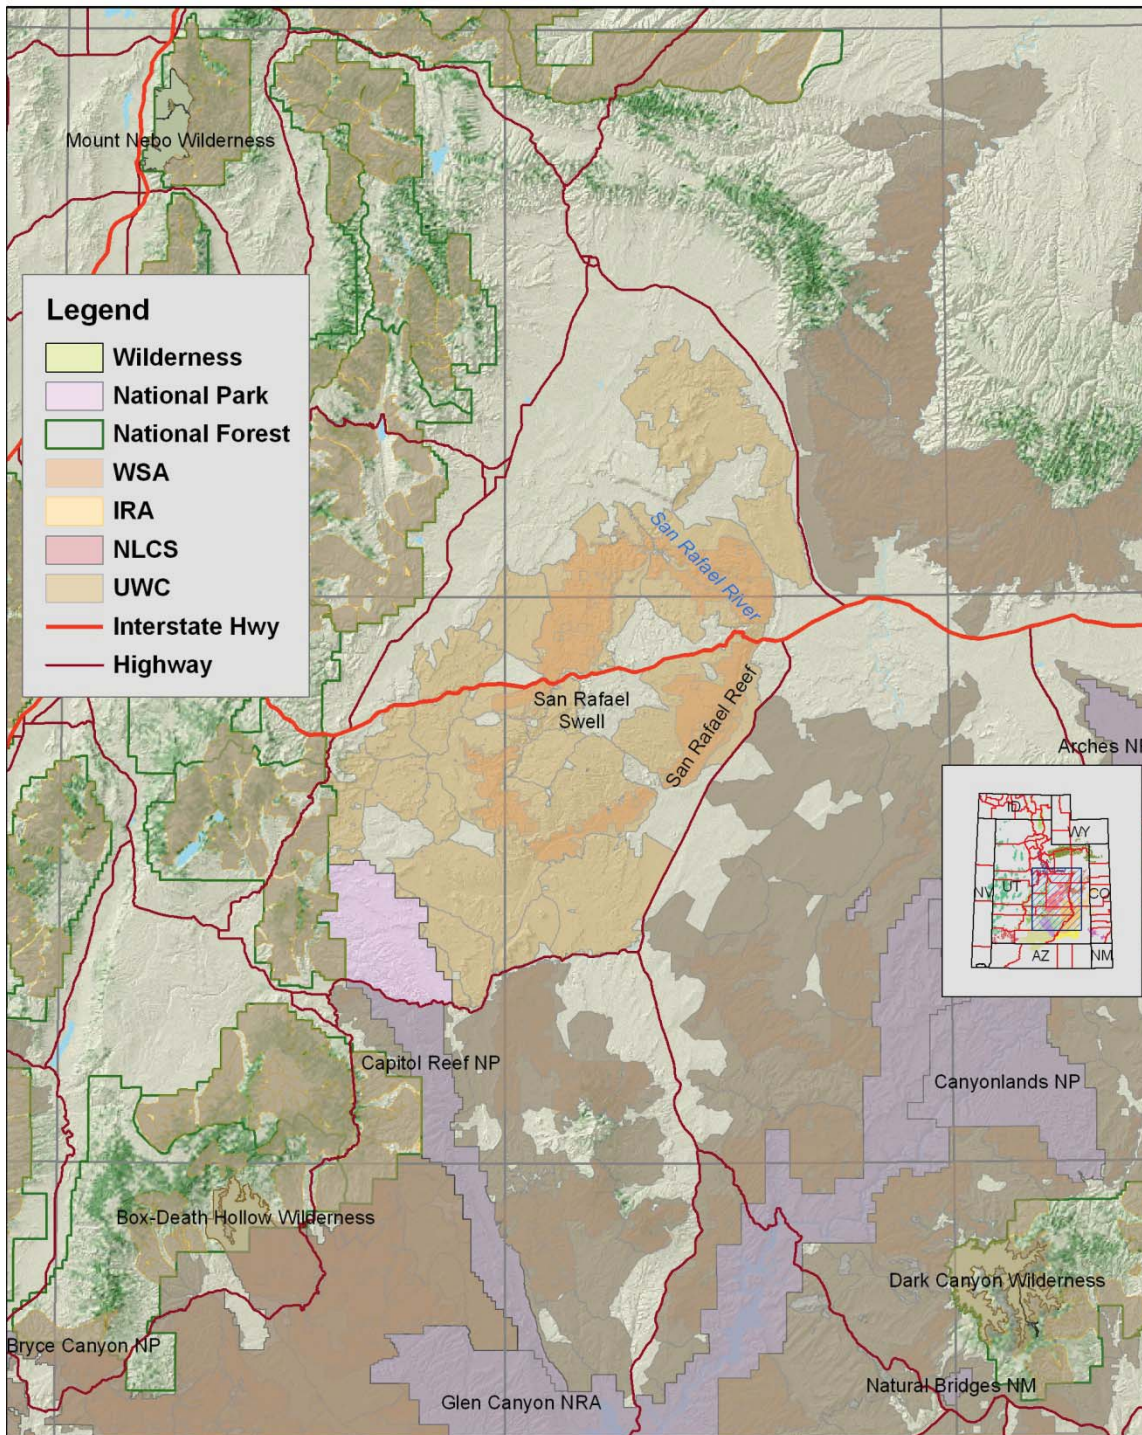 Mount Nebo Wilderness
Legend
Wilderness
National Park
National Forest
WSA
IRA
NLCS
UWC
Interstate Hwy
Highway
San Rafael River
San Rafael
Swell
San Rafael Reef
Arches N
ID
WY
NV
UT
CO
AZ
NM
Capitol Reef NP
Canyonlands NP
Box-Death Hollow Wilderness
Dark Canyon Wilderness
Bryce Canyon NP
Natural Bridges NM
Glen Canyon NRA